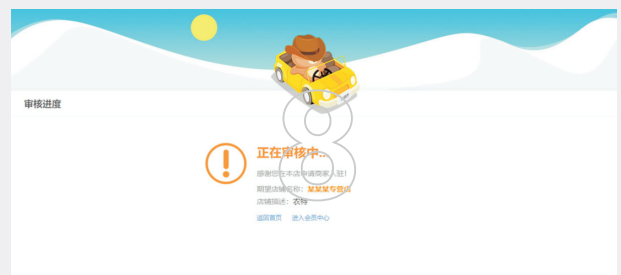 审核进度
正在审核中...
8
感谢您在本店申请商家入驻！
期望店铺名称：某某某专营店
店铺描述：农特
返回首页 进入会员中心